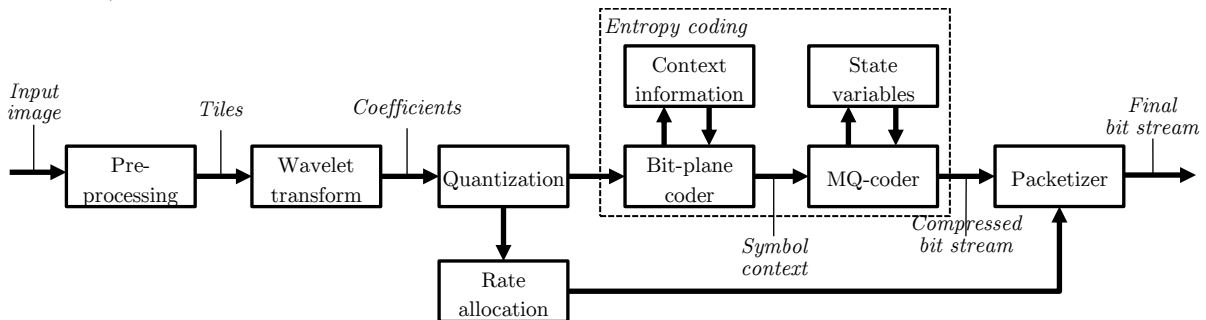 Entropy coding
Context
information
State
variables
Input
image
Tiles
Coefficients
Final
bit stream
Pre-
processing
Wavelet
transform
Quantization
Bit-plane
coder
MQ-coder
Packetizer
Symbol
context
Compressed
bit stream
Rate
allocation